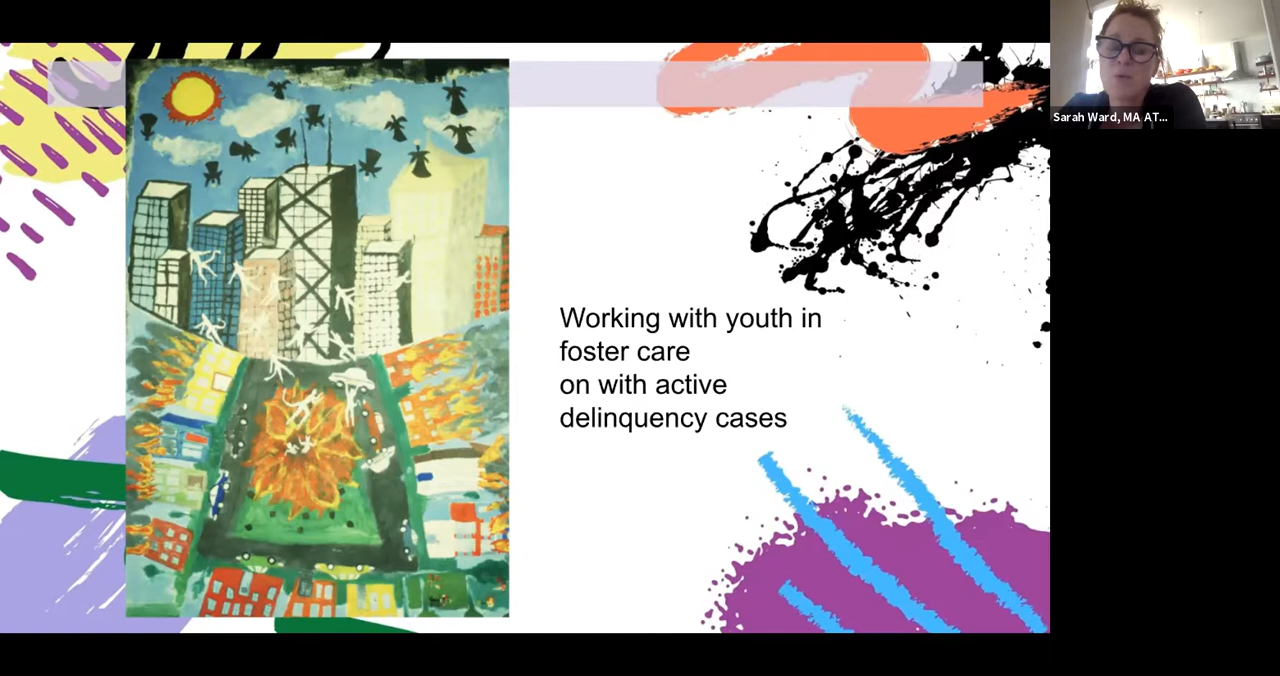 Working with youth in
foster care
on with active
delinquency cases
Sarah Ward, MA AT...